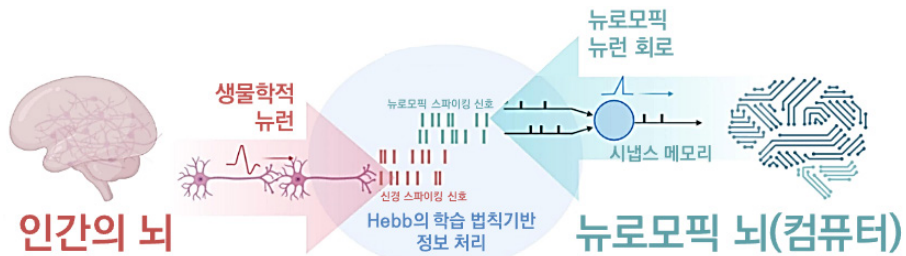 뉴로모픽
뉴런 회로
생물학적
뉴런
뉴로모픽 스파이킹 신호
시냅스 메모리
신경 스파이킹 신호
Hebb의 학습 법칙기반
정보 처리
인간의 뇌
뉴로모픽 뇌(컴퓨터)